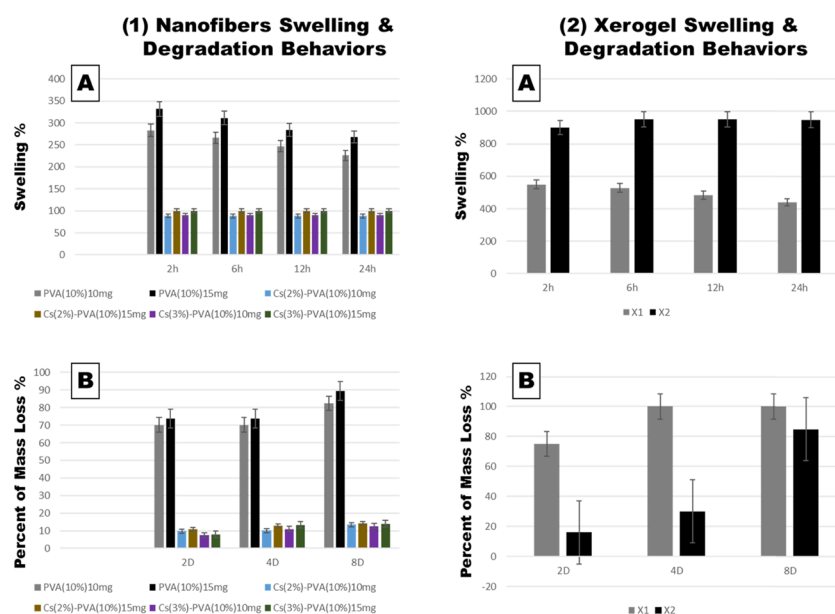 (1) Nanofibers Swelling &
Degradation Behaviors
A
Swelling %
400
350
300
250
200
150
100
50
0
2h 6h 12h 24h
PVA(10%)10mg PVA(10%)15mg Cs(2%)-PVA(10%)10mg
Cs(2%)-PVA(10%)15mg Cs(3%)-PVA(10%)10mg Cs(3%)-PVA(10%)15mg
(2) Xerogel Swelling &
Degradation Behaviors
A
Swelling %
1200
1000
800
600
400
200
0
2h 6h 12h 24h
X1 X2
B
Percent of Mass Loss %
100
90
80
70
60
50
40
30
20
10
0
2D 4D 8D
PVA(10%)10mg PVA(10%)15mg Cs(2%)-PVA(10%)10mg
Cs(2%)-PVA(10%)15mg Cs(3%)-PVA(10%)10mg Cs(3%)-PVA(10%)15mg
B
Percent of Mass Loss %
120
100
80
60
40
20
0
-20
2D 4D 8D
X1 X2